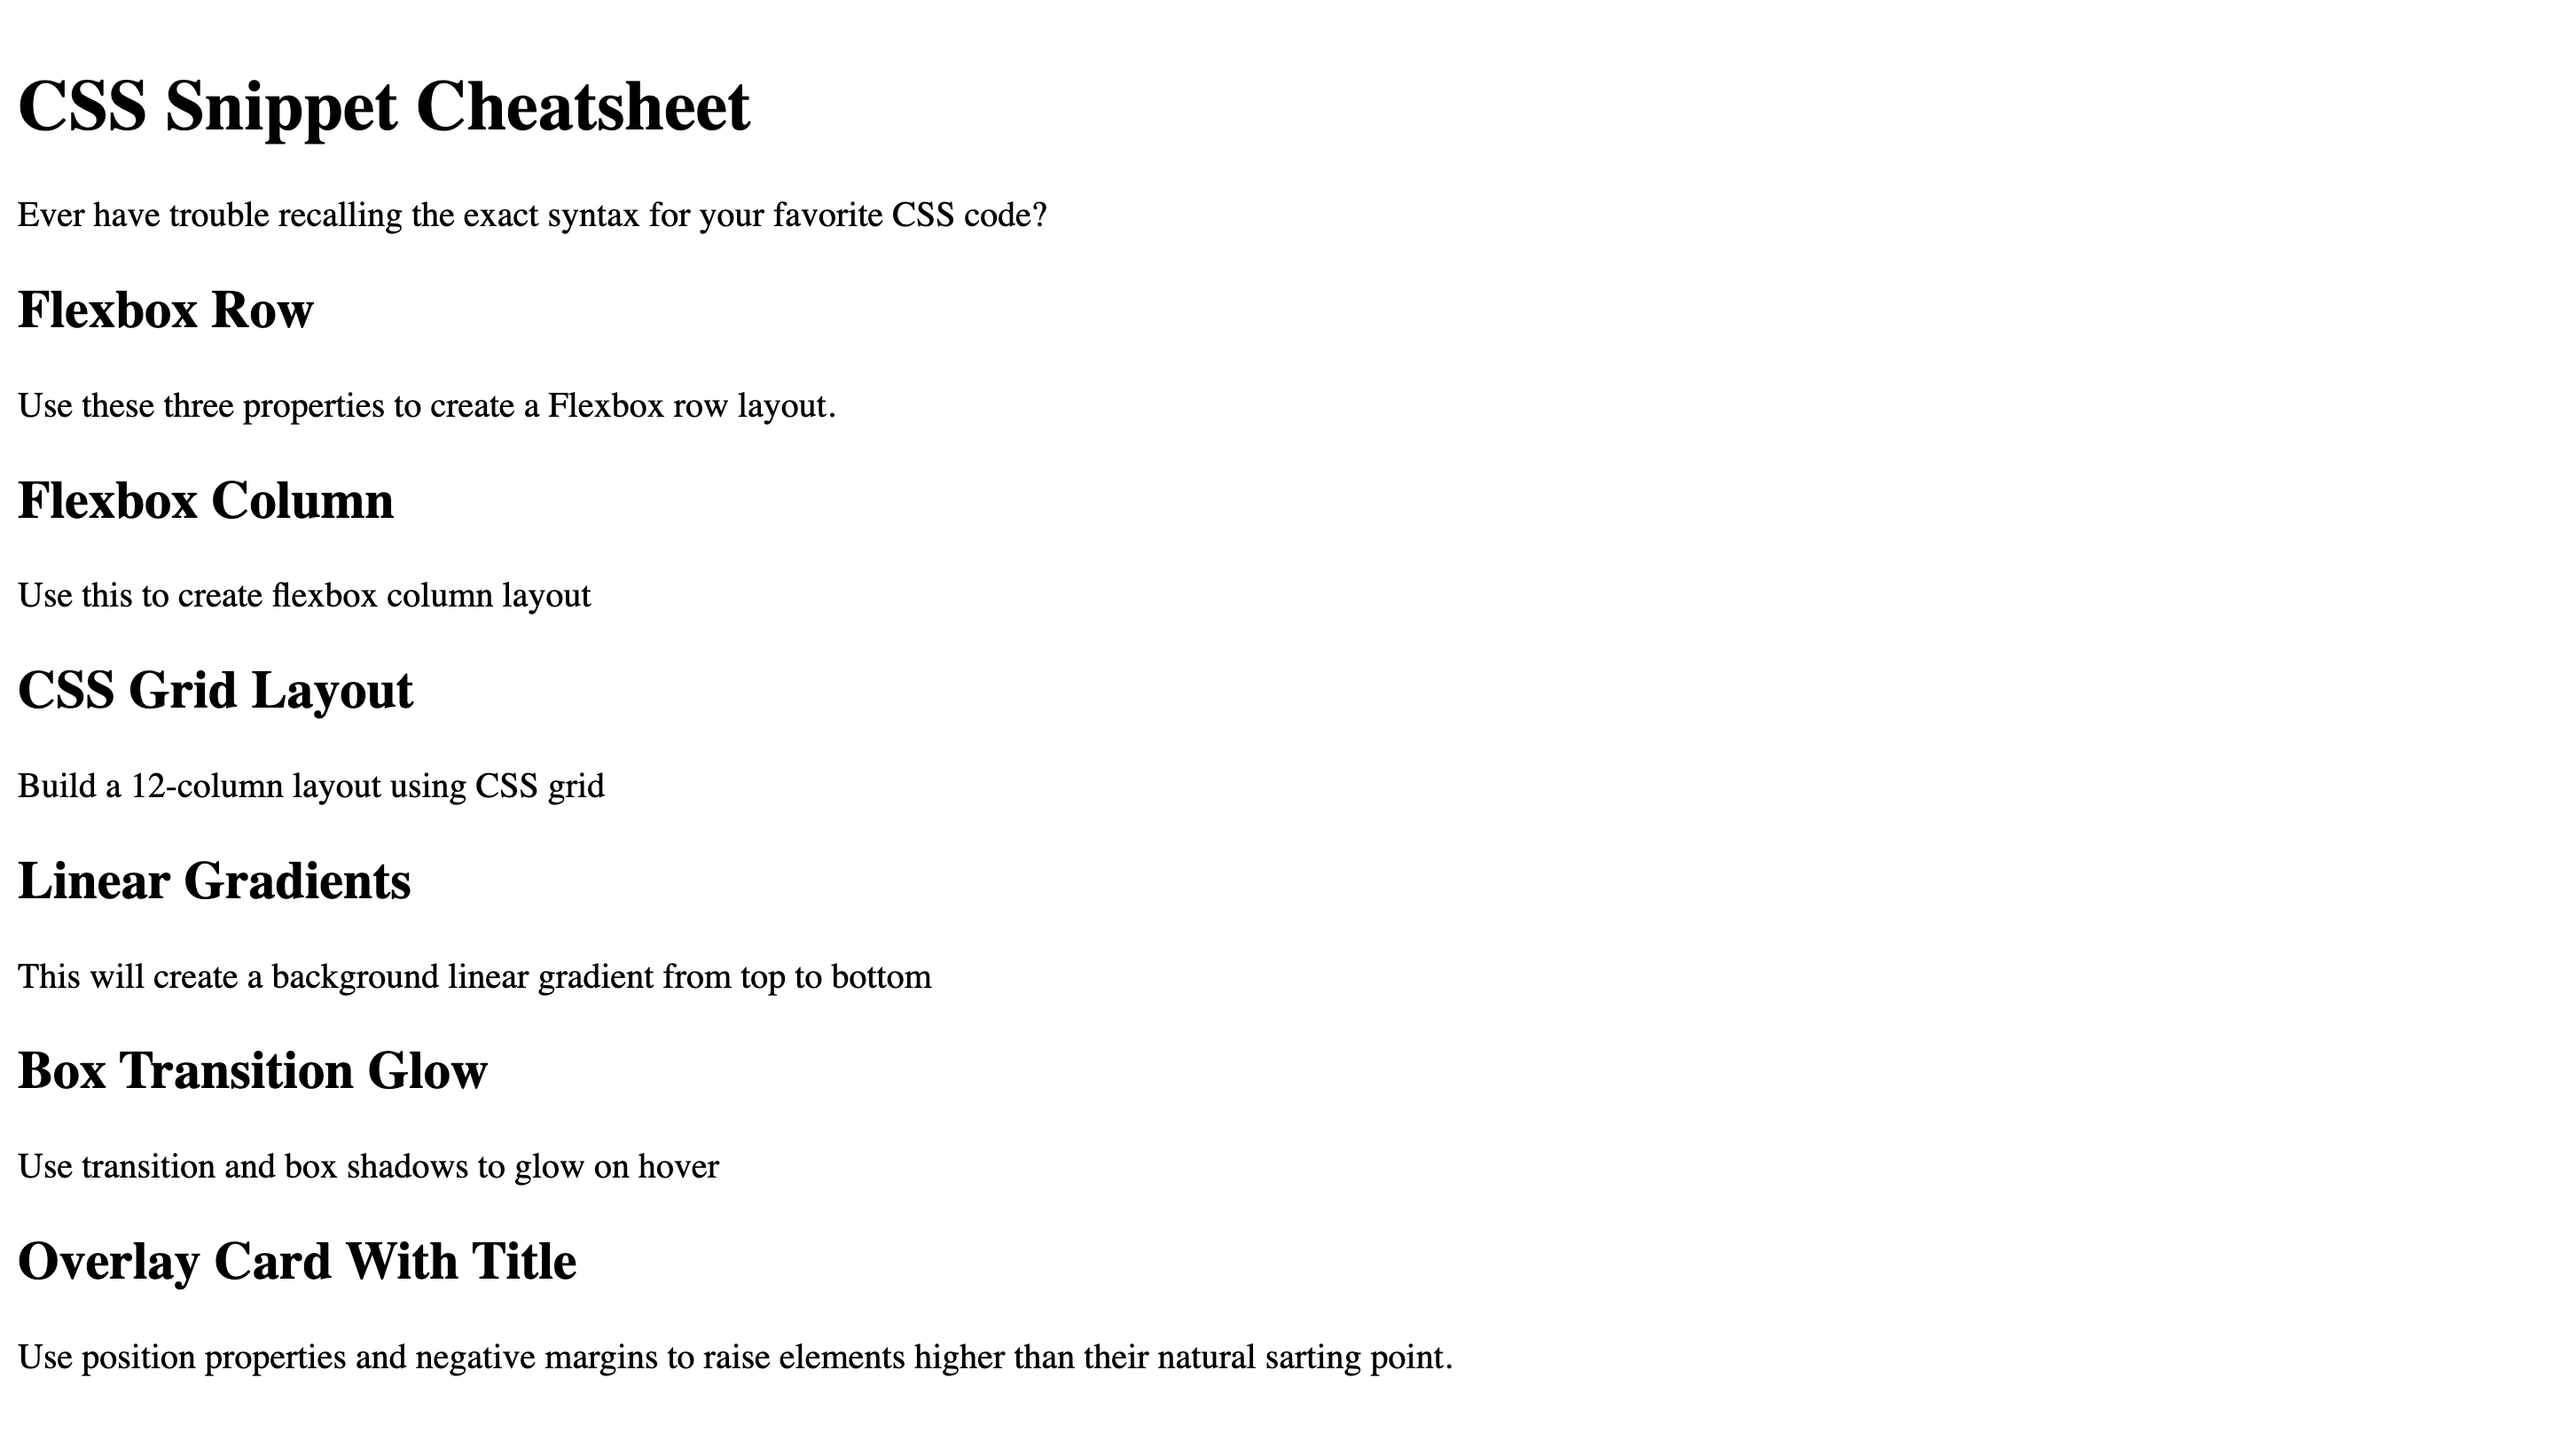 CSS Snippet Cheatsheet
Ever have trouble recalling the exact syntax for your favorite CSS code?
Flexbox Row
Use these three properties to create a Flexbox row layout.
Flexbox Column
Use this to create flexbox column layout
CSS Grid Layout
Build a 12-column layout using CSS grid
Linear Gradients
This will create a background linear gradient from top to bottom
Box Transition Glow
Use transition and box shadows to glow on hover
Overlay Card With Title
Use position properties and negative margins to raise elements higher than their natural sarting point.